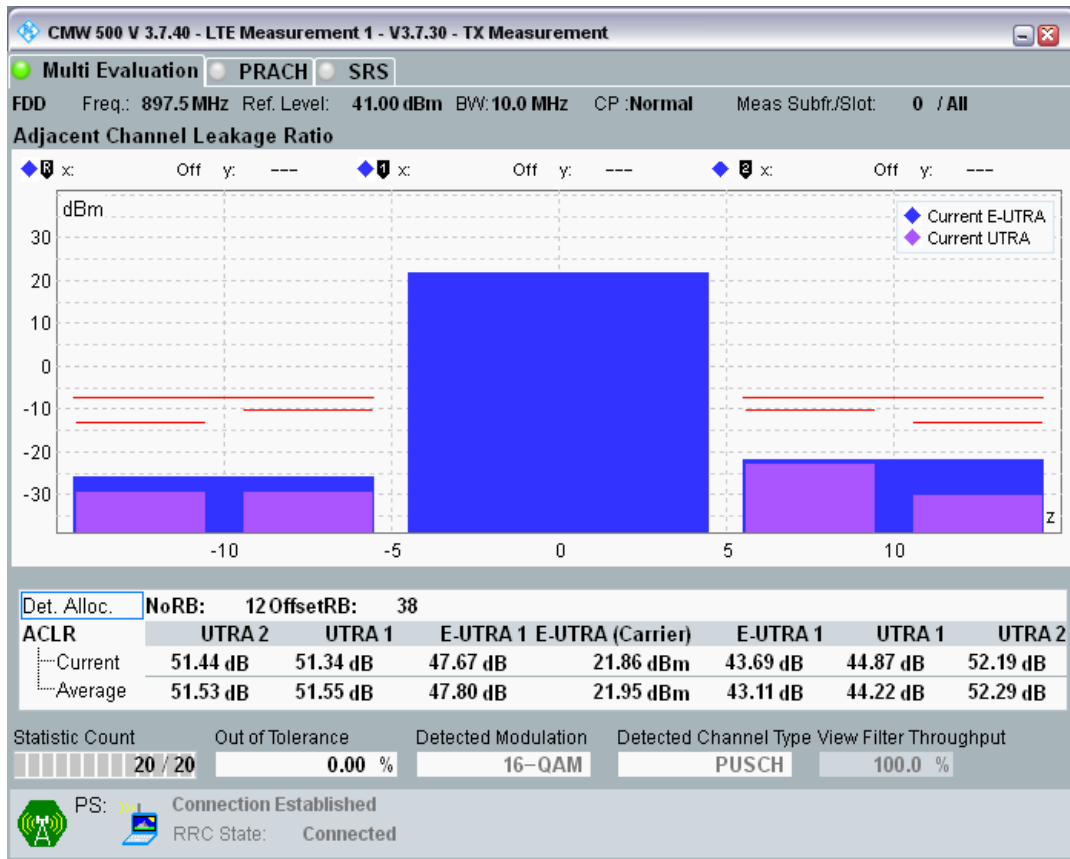 CMW 500 V 3.7.40 - LTE Measurement 1 - V3.7.30 - TX Measurement
Multi Evaluation PRACH SRS
FDD Freq.: 897.5 MHz Ref. Level: 41.00 dBm BW: 10.0 MHz CP :Normal Meas Subfr./Slot: 0 / All
Adjacent Channel Leakage Ratio
R x: Off y: --- 1 x: Off y: --- 2 x: Off y: ---
dBm
Current E-UTRA
Current UTRA
30
20
10
0
-10
-20
-30
z
-10 -5 0 5 10
Det. Alloc. NoRB: 12 OffsetRB: 38
ACLR UTRA 2 UTRA 1 E-UTRA 1 E-UTRA (Carrier) E-UTRA 1 UTRA 1 UTRA 2
Current 51.44 dB 51.34 dB 47.67 dB 21.86 dBm 43.69 dB 44.87 dB 52.19 dB
Average 51.53 dB 51.55 dB 47.80 dB 21.95 dBm 43.11 dB 44.22 dB 52.29 dB
Statistic Count Out of Tolerance Detected Modulation Detected Channel Type View Filter Throughput
20 / 20 0.00 % 16-QAM PUSCH 100.0 %
PS: Connection Established
RRC State: Connected